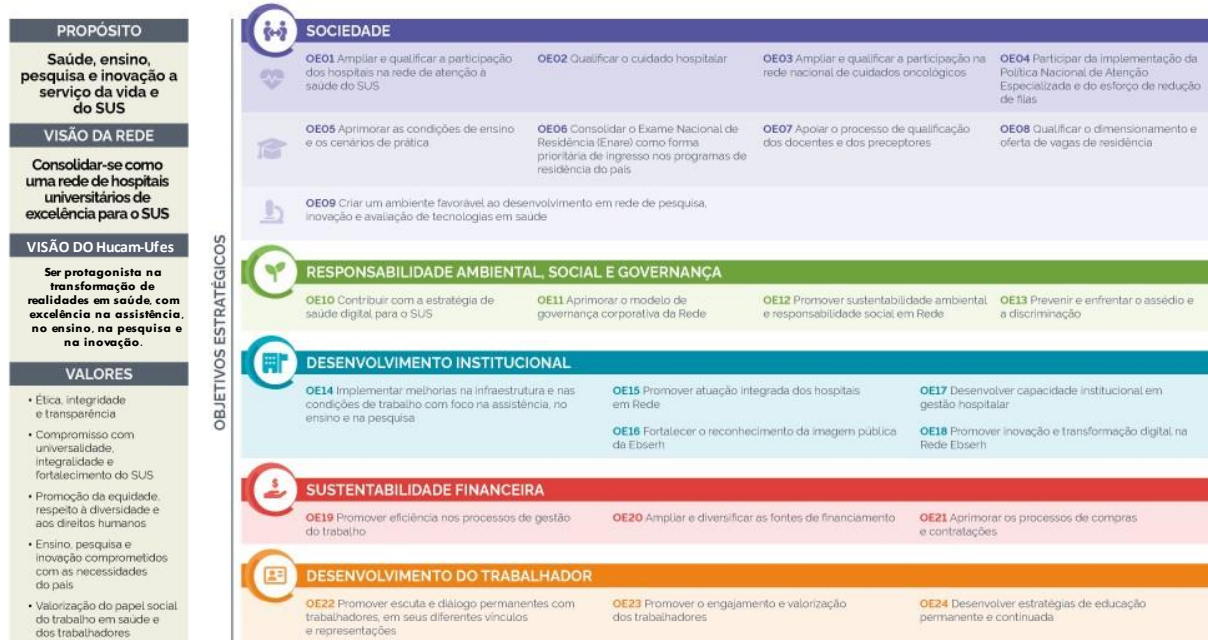 PROPÓSITO
Saúde, ensino,
pesquisa e inovação a
serviço da vida e
do SUS
VISÃO DA REDE
Consolidar-se como
uma rede de hospitais
universitários de
excelência para o SUS
VISÃO DO Hucam-Ufes
Ser protagonista na
transformação de
realidades em saúde, com
excelência na assistência,
no ensino, na pesquisa e
na inovação.
VALORES
• Ética, integridade
e transparência
• Compromisso com
universalidade,
integralidade e
fortalecimento do SUS
• Promoção da equidade,
respeito à diversidade e
aos direitos humanos
• Ensino, pesquisa e
inovação comprometidos
com as necessidades
do país
• Valorização do papel social
do trabalho em saúde e
dos trabalhadores
OBJETIVOS ESTRATÉGICOS
SOCIEDADE
OE01 Ampliar e qualificar a participação
dos hospitais na rede de atenção à
saúde do SUS
OE02 Qualificar o cuidado hospitalar
OE03 Ampliar e qualificar a participação na
rede nacional de cuidados oncológicos
OE04 Participar da implementação da
Política Nacional de Atenção
Especializada e do esforço de redução
de filas
OE05 Aprimorar as condições de ensino
e os cenários de prática
OE06 Consolidar o Exame Nacional de
Residência (Enare) como forma
prioritária de ingresso nos programas de
residência do país
OE07 Apoiar o processo de qualificação
dos docentes e dos preceptores
OE08 Qualificar o dimensionamento e
oferta de vagas de residência
OE09 Criar um ambiente favorável ao desenvolvimento em rede de pesquisa,
inovação e avaliação de tecnologias em saúde
RESPONSABILIDADE AMBIENTAL, SOCIAL E GOVERNANÇA
OE10 Contribuir com a estratégia de
saúde digital para o SUS
OE11 Aprimorar o modelo de
governança corporativa da Rede
OE12 Promover sustentabilidade ambiental
e responsabilidade social em Rede
OE13 Prevenir e enfrentar o assédio e
a discriminação
DESENVOLVIMENTO INSTITUCIONAL
OE14 Implementar melhorias na infraestrutura e nas
condições de trabalho com foco na assistência, no
ensino e na pesquisa
OE15 Promover atuação integrada dos hospitais
em Rede
OE16 Fortalecer o reconhecimento da imagem pública
da Ebserh
OE17 Desenvolver capacidade institucional em
gestão hospitalar
OE18 Promover inovação e transformação digital na
Rede Ebserh
SUSTENTABILIDADE FINANCEIRA
OE19 Promover eficiência nos processos de gestão
do trabalho
OE20 Ampliar e diversificar as fontes de financiamento
OE21 Aprimorar os processos de compras
e contratações
DESENVOLVIMENTO DO TRABALHADOR
OE22 Promover escuta e diálogo permanentes com
trabalhadores, em seus diferentes vínculos
e representações
OE23 Promover o engajamento e valorização
dos trabalhadores
OE24 Desenvolver estratégias de educação
permanente e continuada